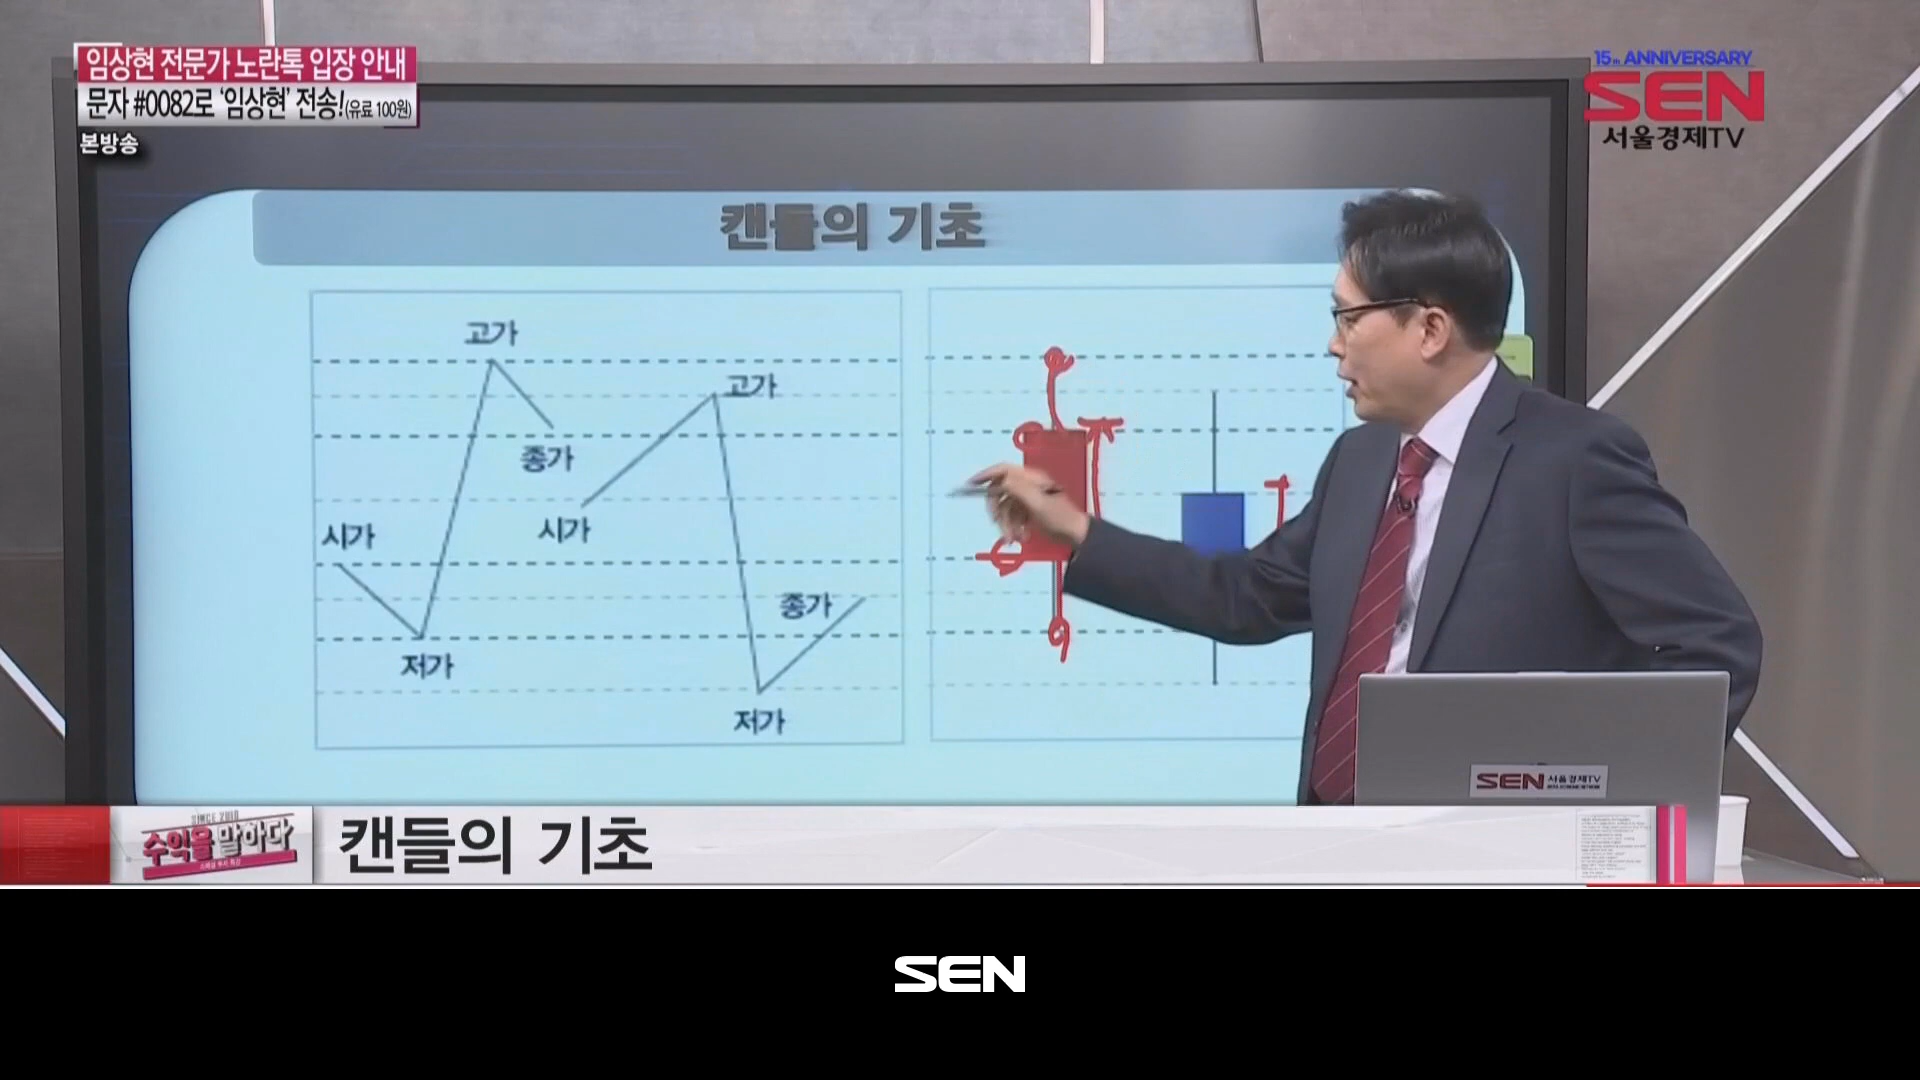 임상현 전문가 노란톡 입장 안내
문자 #0082로 ‘임상현’ 전송!(유료 100원)
본방송
15th ANNIVERSARY
SEN
서울경제TV
캔들의 기초
고가
고가
종가
시가
시가
종가
저가
저가
SEN 서울경제TV
SINCE 2010
수익을 말하다
캔들의 기초
SEN